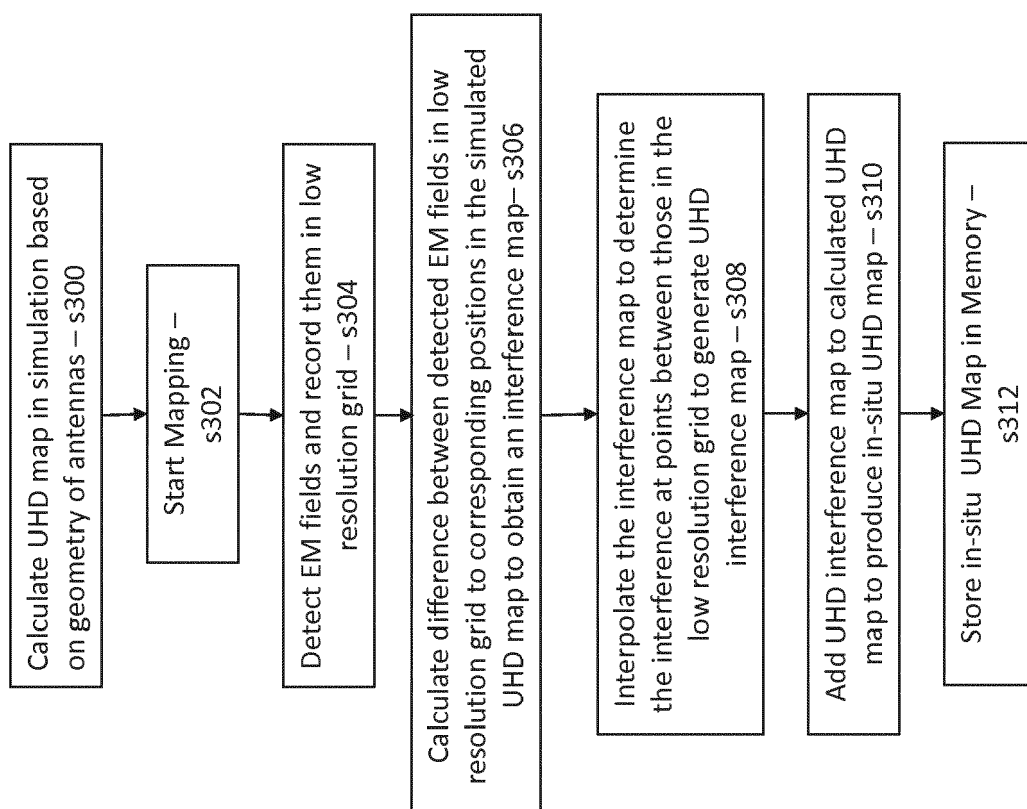 Calculate UHD map in simulation based
on geometry of antennas – s300
Start Mapping –
s302
Detect EM fields and record them in low
resolution grid – s304
Calculate difference between detected EM fields in low
resolution grid to corresponding positions in the simulated
UHD map to obtain an interference map– s306
Interpolate the interference map to determine
the interference at points between those in the
low resolution grid to generate UHD
interference map – s308
Add UHD interference map to calculated UHD
map to produce in-situ UHD map – s310
Store in-situ UHD Map in Memory –
s312